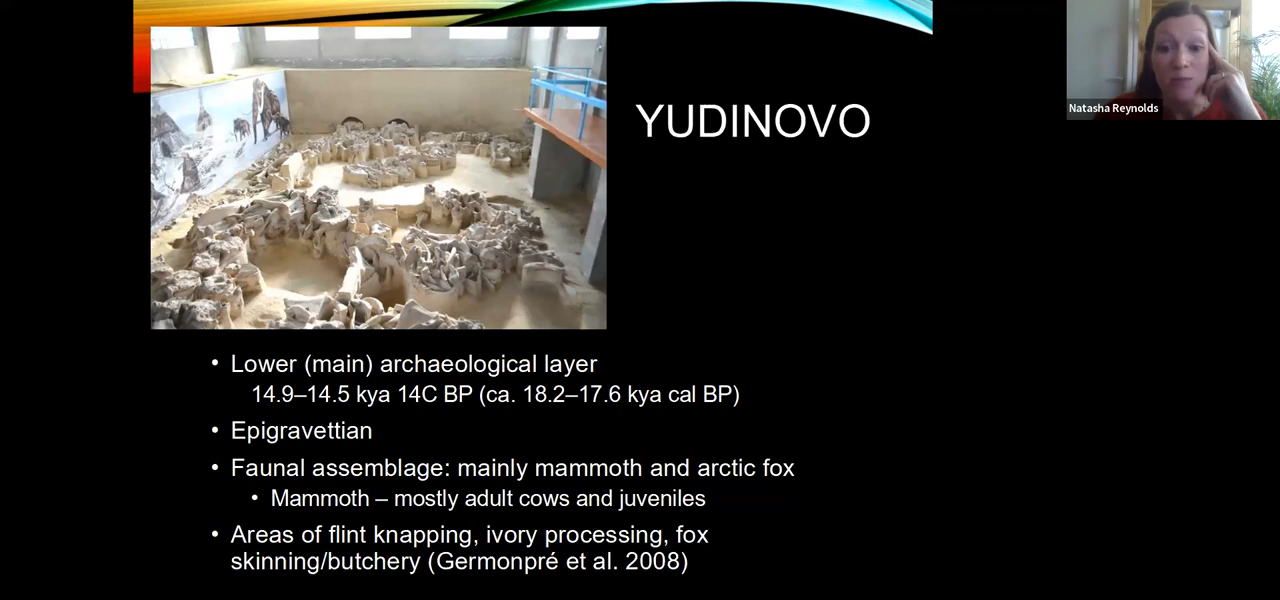 YUDINOVO
Natasha Reynolds
• Lower (main) archaeological layer
14.9–14.5 kya 14C BP (ca. 18.2–17.6 kya cal BP)
• Epigravettian
• Faunal assemblage: mainly mammoth and arctic fox
• Mammoth – mostly adult cows and juveniles
• Areas of flint knapping, ivory processing, fox
skinning/butchery (Germonpré et al. 2008)